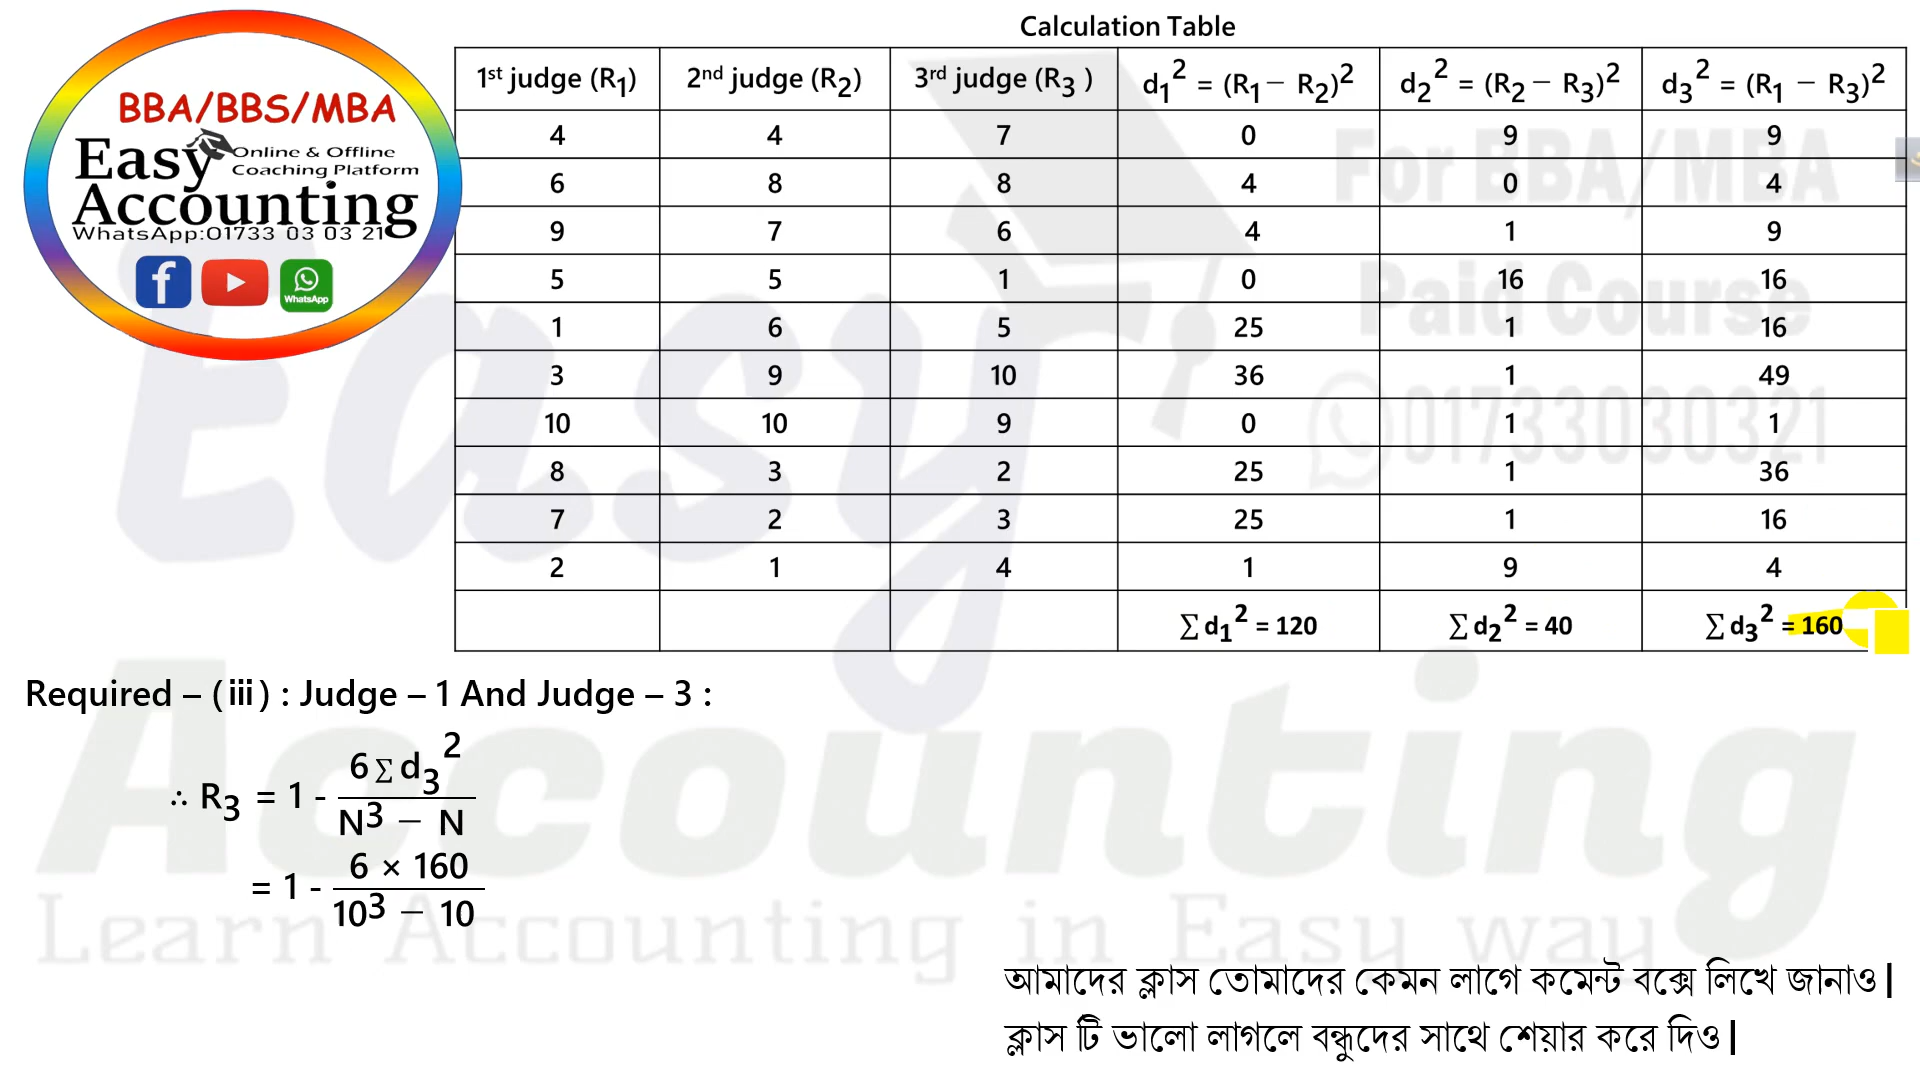 BBA/BBS/MBA
Easy Online & Offline
Coaching Platform
Accounting
WhatsApp:01733 03 03 21
WhatsApp
Calculation Table
1st judge (R1) 2nd judge (R2) 3rd judge (R3 ) d1² = (R1 − R2)² d2² = (R2 − R3)² d3² = (R1 − R3)²
4 4 7 0 9 9
6 8 8 4 0 4
9 7 6 4 1 9
5 5 1 0 16 16
1 6 5 25 1 16
3 9 10 36 1 49
10 10 9 0 1 1
8 3 2 25 1 36
7 2 3 25 1 16
2 1 4 1 9 4
∑ d1² = 120 ∑ d2² = 40 ∑ d3² = 160
For BBA/MBA
Paid Course
01733030321
Easy
Accounting
Learn Accounting in Easy way
Required – (iii) : Judge – 1 And Judge – 3 :
∴ R3 = 1 - 6 ∑ d3² / N³ − N
= 1 - 6 × 160 / 10³ − 10
আমাদের ক্লাস তোমাদের কেমন লাগে কমেন্ট বক্সে লিখে জানাও|
ক্লাস টি ভালো লাগলে বন্ধুদের সাথে শেয়ার করে দিও|